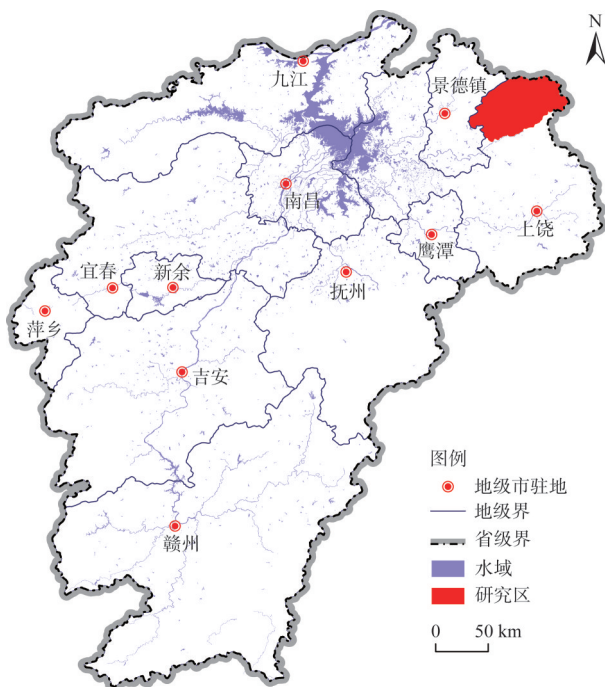 N
九江
景德镇
南昌
上饶
鹰潭
宜春
新余
抚州
萍乡
吉安
赣州
图例
地级市驻地
地级界
省级界
水域
研究区
0 50 km